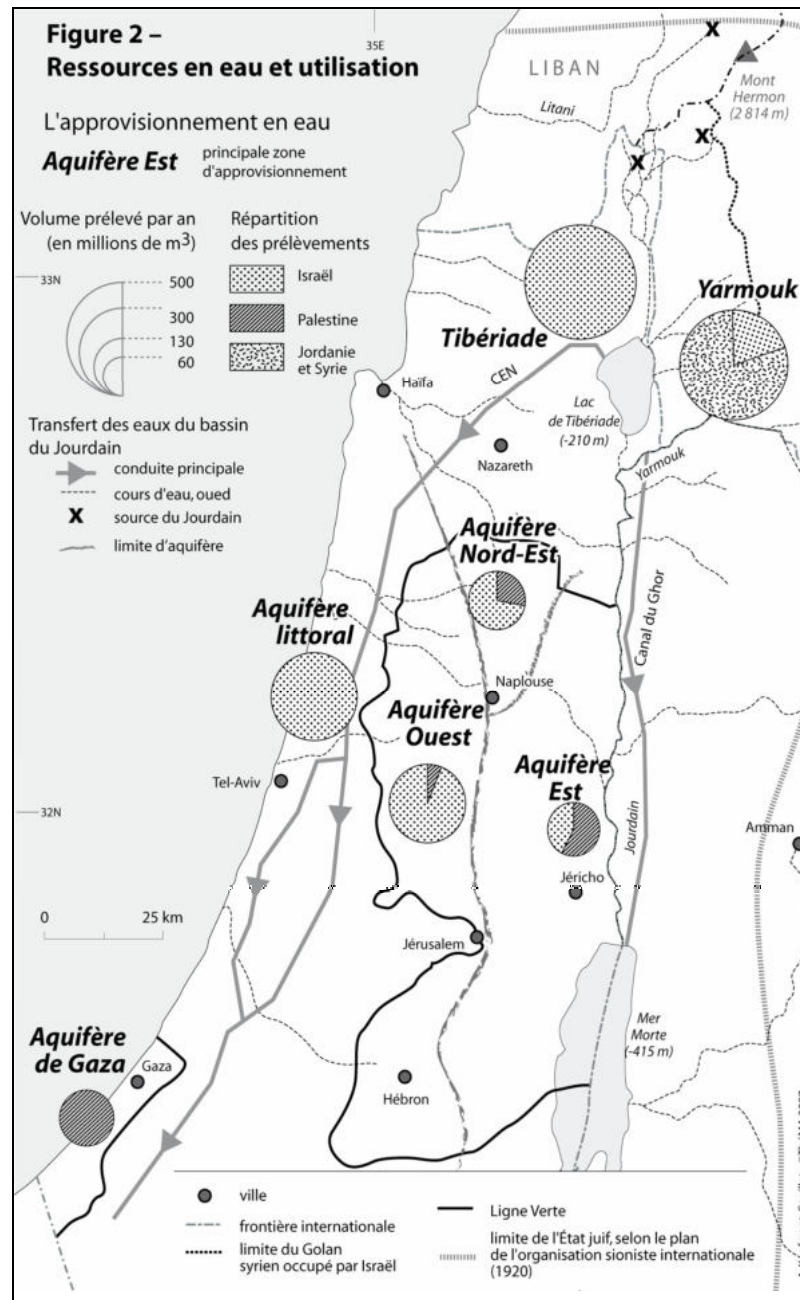 Figure 2 –
Ressources en eau et utilisation
35E
LIBAN
Litani
Mont
Hermon
(2 814 m)
L'approvisionnement en eau
Aquifère Est
principale zone
d'approvisionnement
Volume prélevé par an
(en millions de m3)
500
300
130
60
Répartition
des prélèvements
Israël
Palestine
Jordanie
et Syrie
33N
Transfert des eaux du bassin
du Jourdain
conduite principale
cours d'eau, oued
X source du Jourdain
limite d'aquifère
X
X
X
Tibériade
Yarmouk
CEN
Haïfa
Lac
de Tibériade
(-210 m)
Nazareth
Yarmouk
Aquifère
Nord-Est
Aquifère
littoral
Canal du Ghor
Naplouse
Aquifère
Ouest
Aquifère
Est
Tel-Aviv
32N
Jourdain
Amman
Jéricho
0 25 km
Jérusalem
Mer
Morte
(-415 m)
Aquifère
de Gaza
Gaza
Hébron
ville
frontière internationale
limite du Golan
syrien occupé par Israël
Ligne Verte
limite de l'État juif, selon le plan
de l'organisation sioniste internationale
(1920)